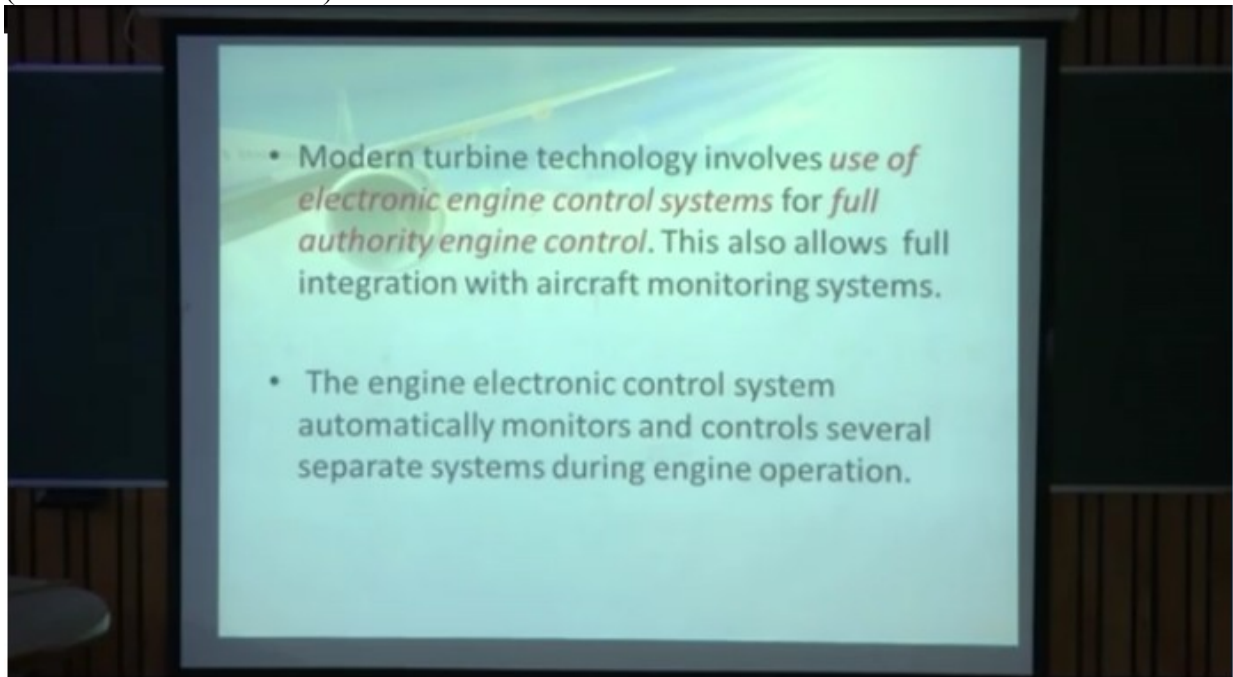 • Modern turbine technology involves use of
electronic engine control systems for full
authority engine control. This also allows full
integration with aircraft monitoring systems.
• The engine electronic control system
automatically monitors and controls several
separate systems during engine operation.